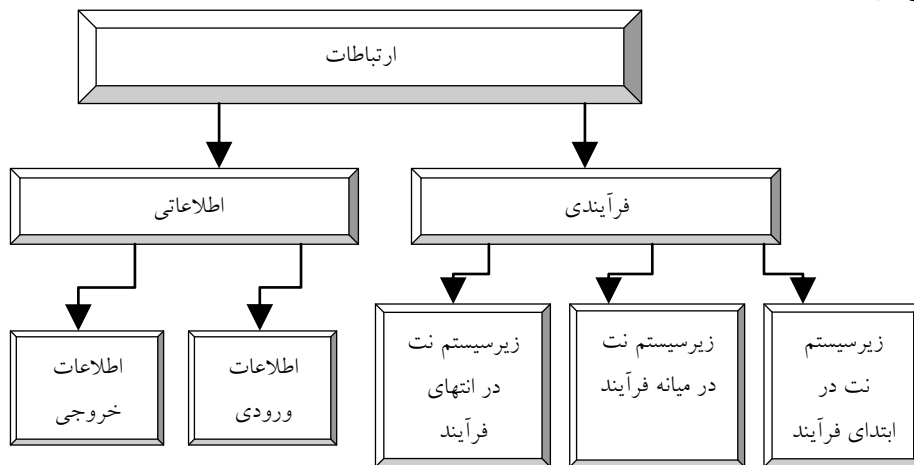 ارتباطات
فرآیندی
اطلاعاتی
زیرسیستم
نت در
ابتدای فرآیند
زیرسیستم نت
در میانه فرآیند
زیرسیستم نت
در انتهای
فرآیند
اطلاعات
ورودی
اطلاعات
خروجی